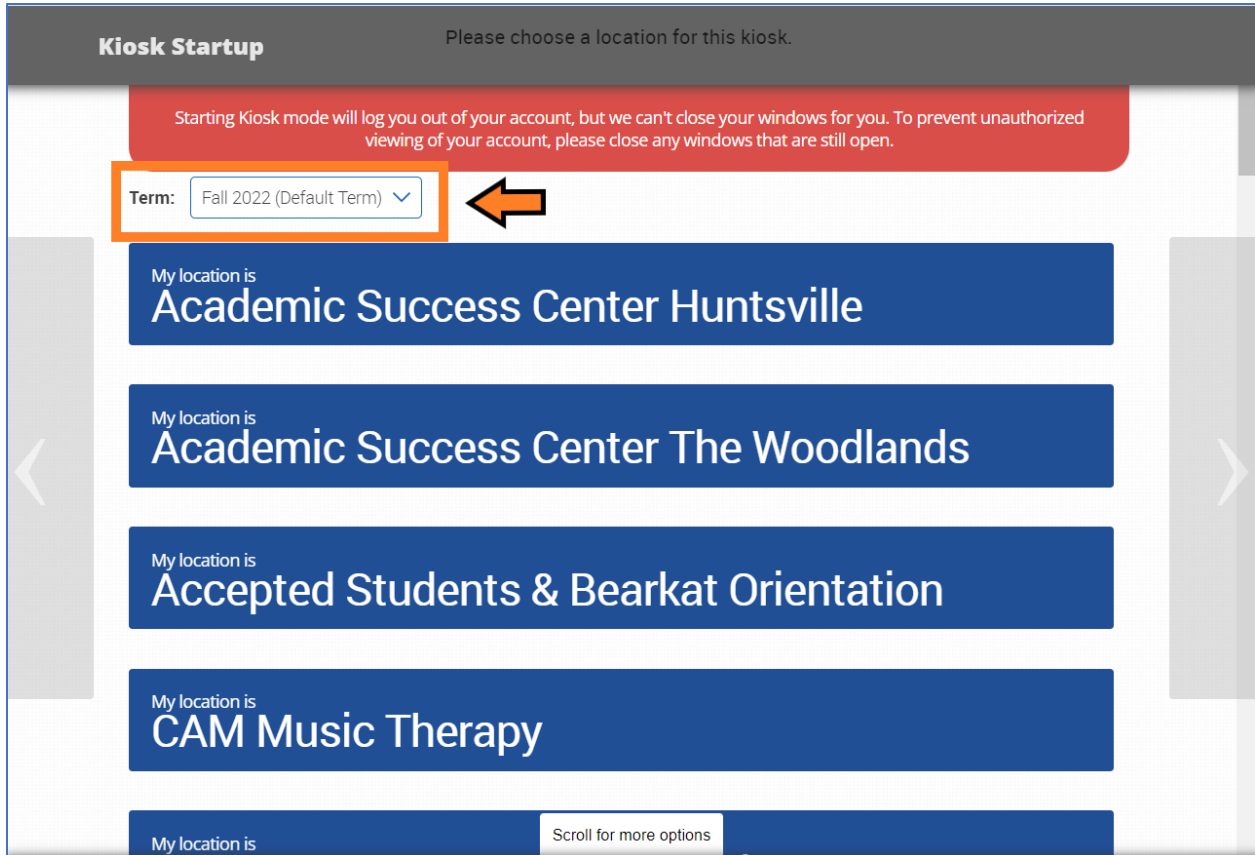 Kiosk Startup
Please choose a location for this kiosk.
Starting Kiosk mode will log you out of your account, but we can't close your windows for you. To prevent unauthorized
viewing of your account, please close any windows that are still open.
Term: Fall 2022 (Default Term)
My location is
Academic Success Center Huntsville
My location is
Academic Success Center The Woodlands
My location is
Accepted Students & Bearkat Orientation
My location is
CAM Music Therapy
My location is
Scroll for more options